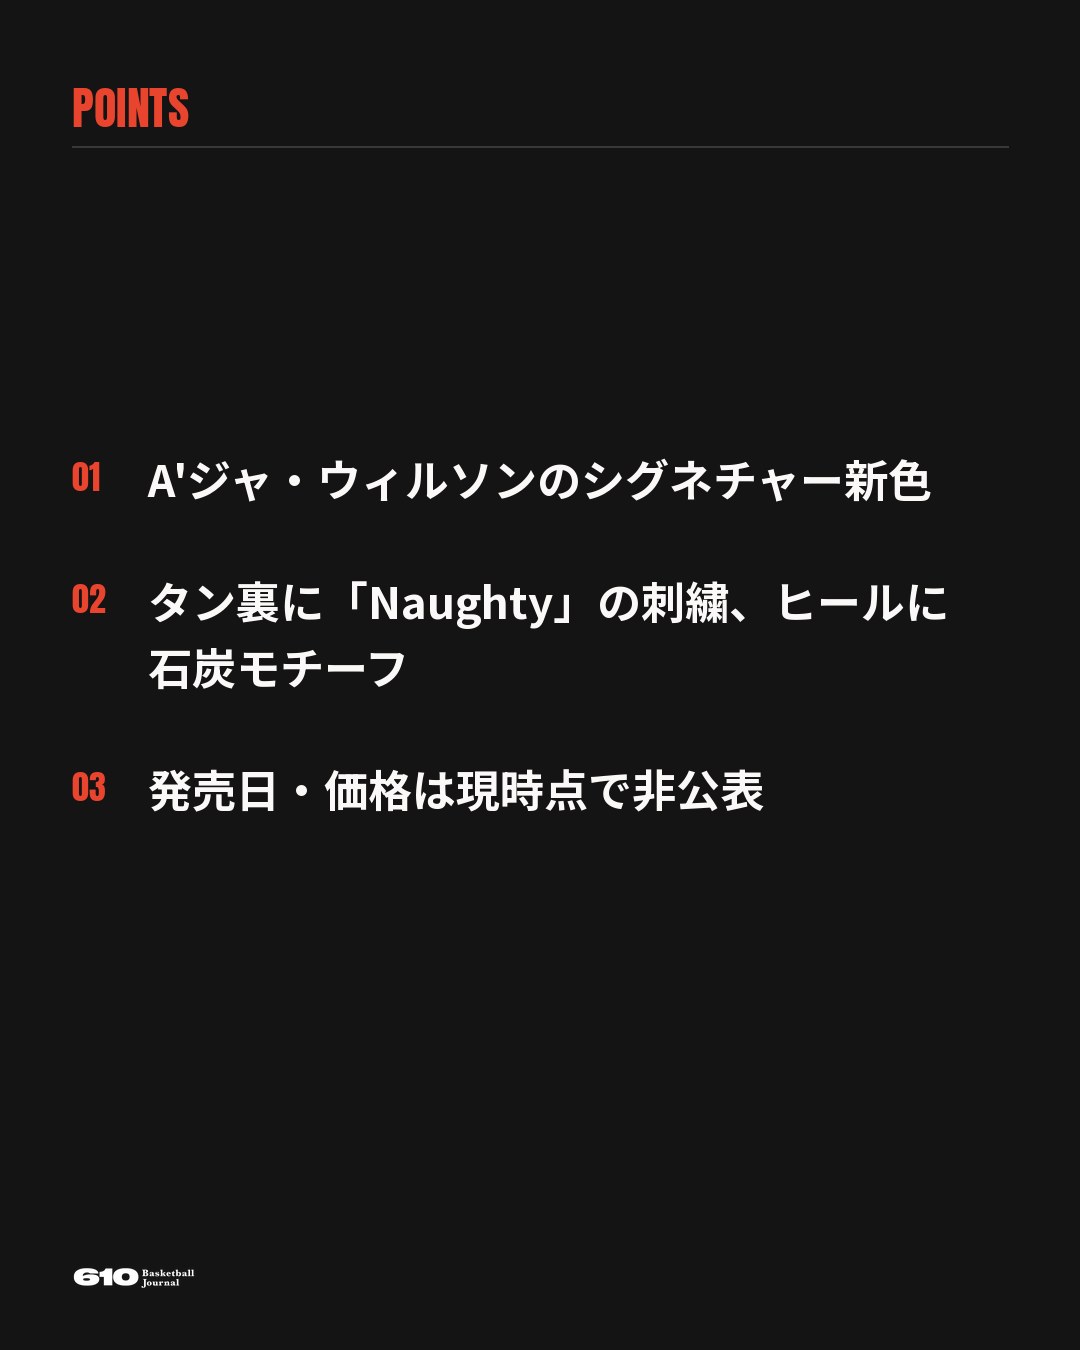 POINTS
01 A'ジャ・ウィルソンのシグネチャー新色
02 タン裏に「Naughty」の刺繍、ヒールに
石炭モチーフ
03 発売日・価格は現時点で非公表
610 Basketball
Journal